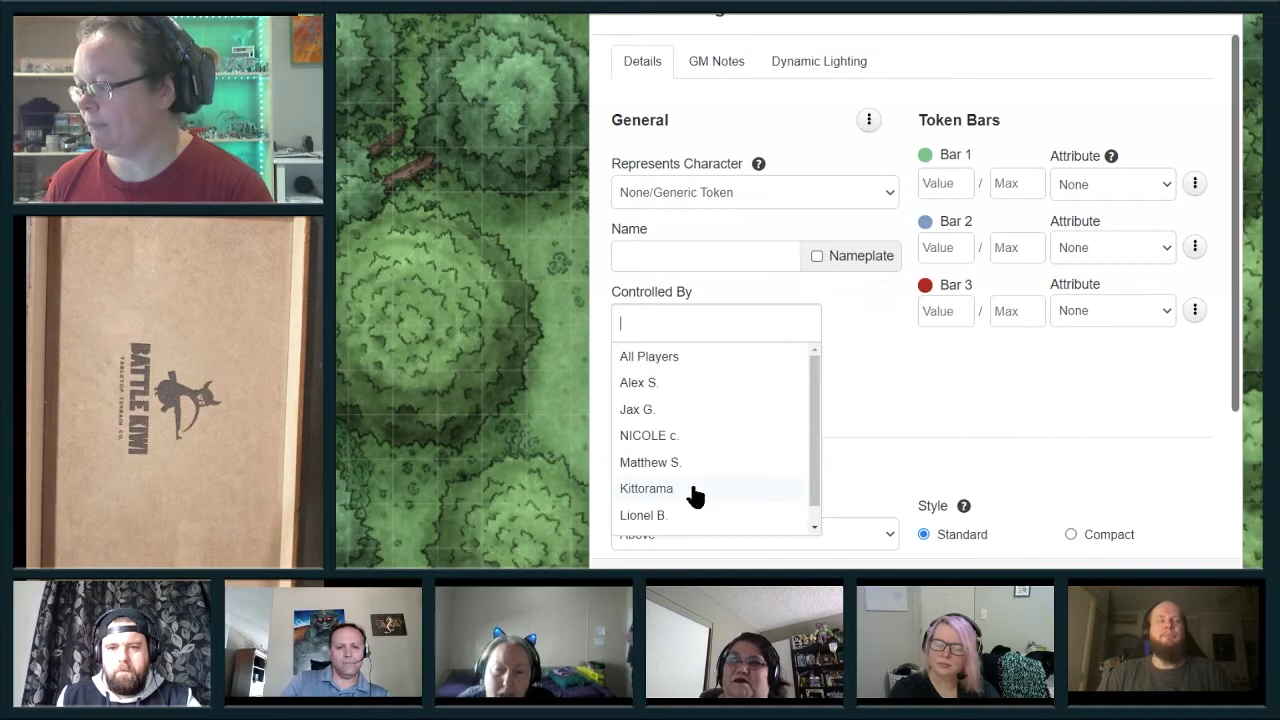 Details
GM Notes
Dynamic Lighting
General
Represents Character ?
None/Generic Token
Name
Nameplate
Controlled By
All Players
Alex S.
Jax G.
NICOLE c.
Matthew S.
Kittorama
Lionel B.
Above
Token Bars
Bar 1
Attribute ?
Value / Max
None
Bar 2
Attribute
Value / Max
None
Bar 3
Attribute
Value / Max
None
Style ?
Standard
Compact
BATTLE KIWI
TABLETOP TERRAIN CO.